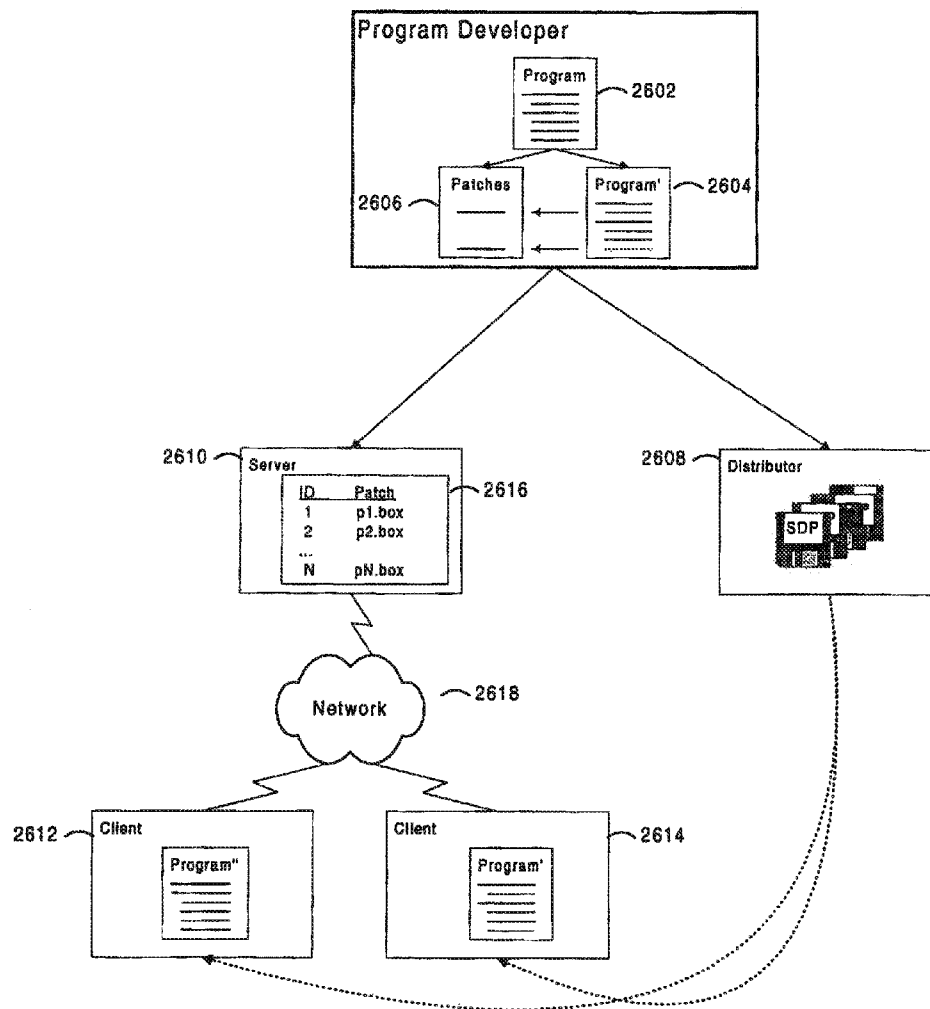 Program Developer
Program
2602
Patches
2606
Program'
2604
2610
Server
ID Patch
1 p1.box
2 p2.box
...
N pN.box
2616
2608
Distributor
SDP
Network
2618
2612
Client
Program"
Client
2614
Program'